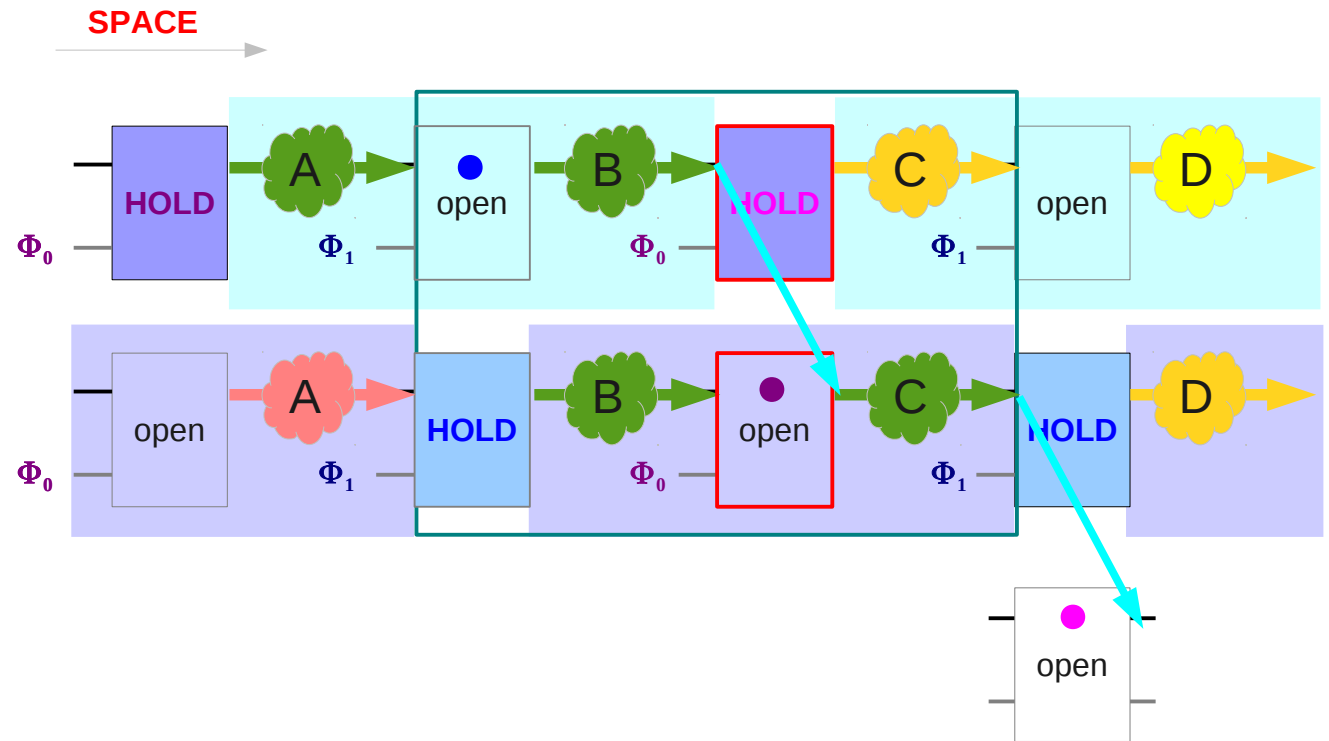 SPACE
A B C D
HOLD open HOLD open
Φ0 Φ1 Φ0 Φ1
A B C D
open HOLD open HOLD
Φ0 Φ1 Φ0 Φ1
open